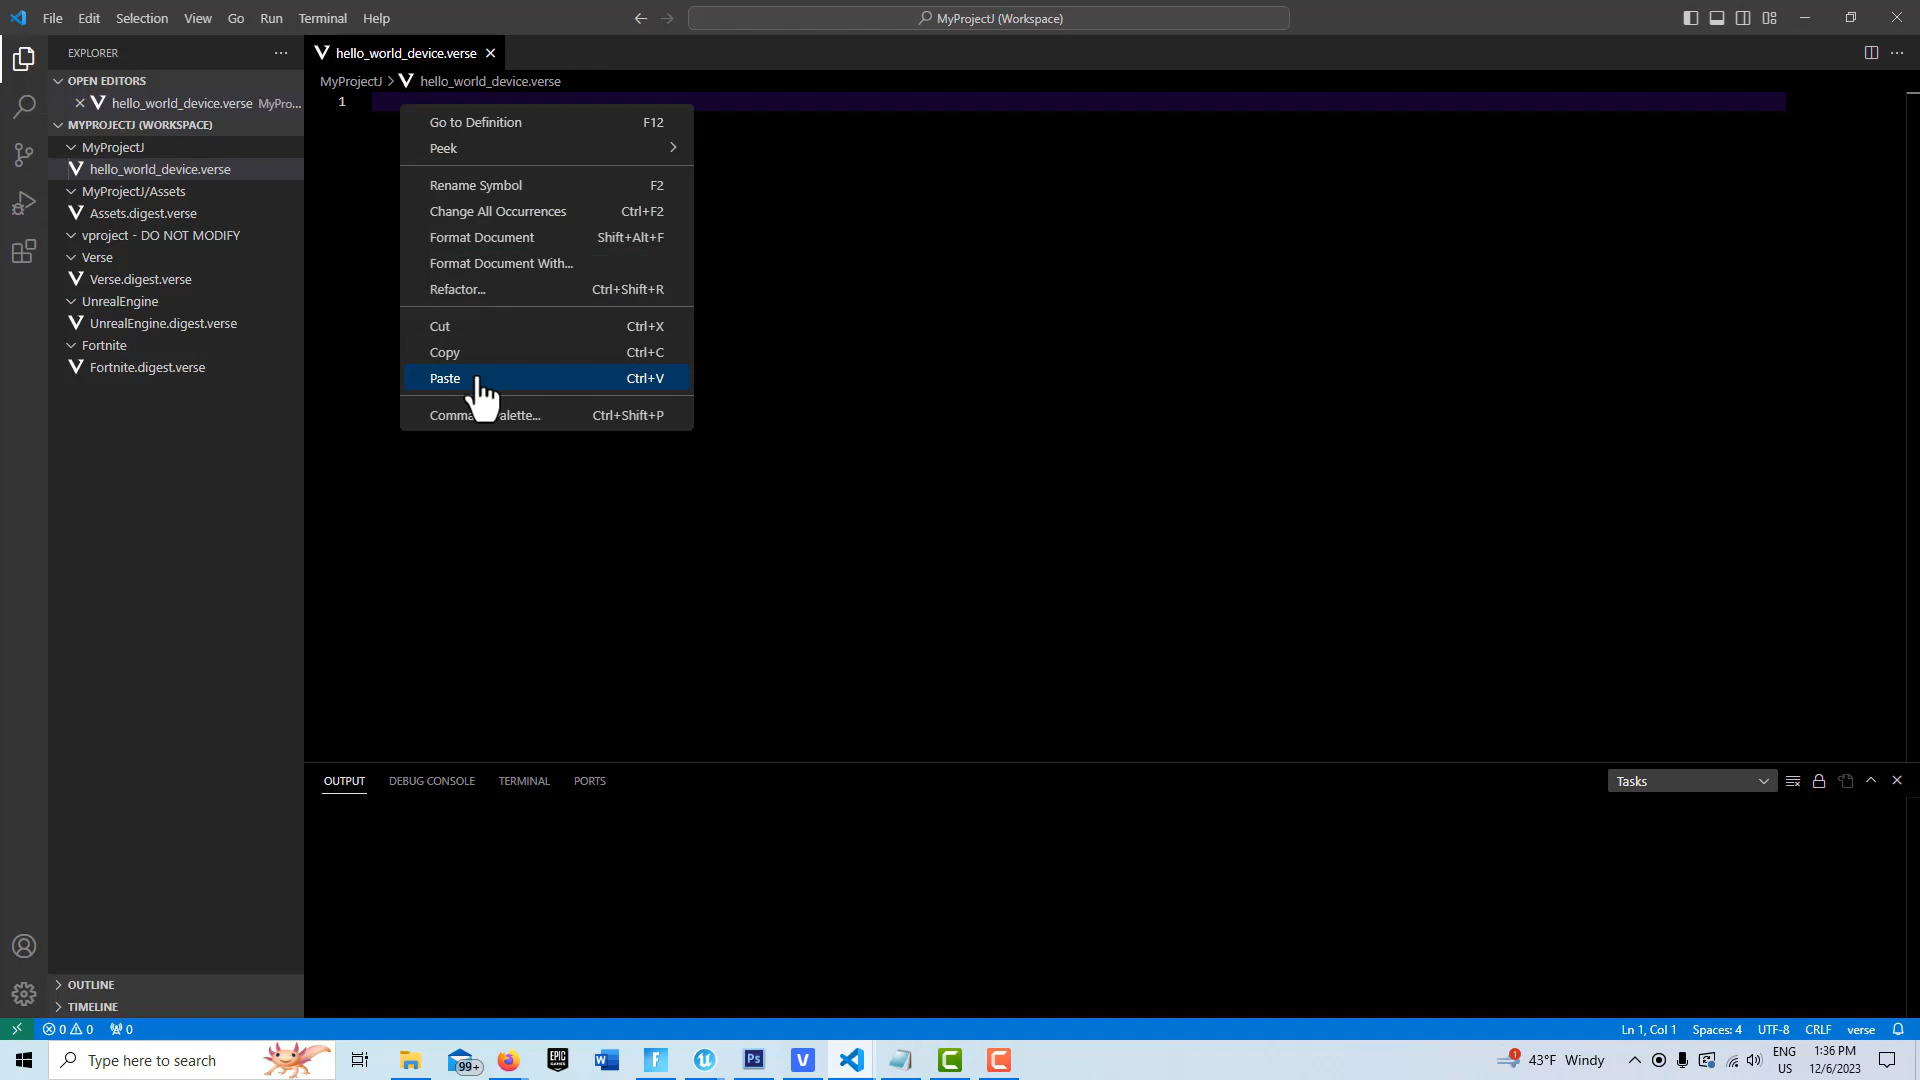 File Edit Selection View Go Run Terminal Help
MyProjectJ (Workspace)
EXPLORER
OPEN EDITORS
hello_world_device.verse MyPro...
MYPROJECTJ (WORKSPACE)
MyProjectJ
hello_world_device.verse
MyProjectJ/Assets
Assets.digest.verse
vproject - DO NOT MODIFY
Verse
Verse.digest.verse
UnrealEngine
UnrealEngine.digest.verse
Fortnite
Fortnite.digest.verse
OUTLINE
TIMELINE
hello_world_device.verse
MyProjectJ > hello_world_device.verse
1
Go to Definition F12
Peek
Rename Symbol F2
Change All Occurrences Ctrl+F2
Format Document Shift+Alt+F
Format Document With...
Refactor... Ctrl+Shift+R
Cut Ctrl+X
Copy Ctrl+C
Paste Ctrl+V
Comma alette... Ctrl+Shift+P
OUTPUT DEBUG CONSOLE TERMINAL PORTS
Tasks
0 0 0
Ln 1, Col 1 Spaces: 4 UTF-8 CRLF verse
Type here to search
99+
EPIC GAMES
W
F
Ps
V
C
C
1
43°F Windy
ENG
US
1:36 PM
12/6/2023